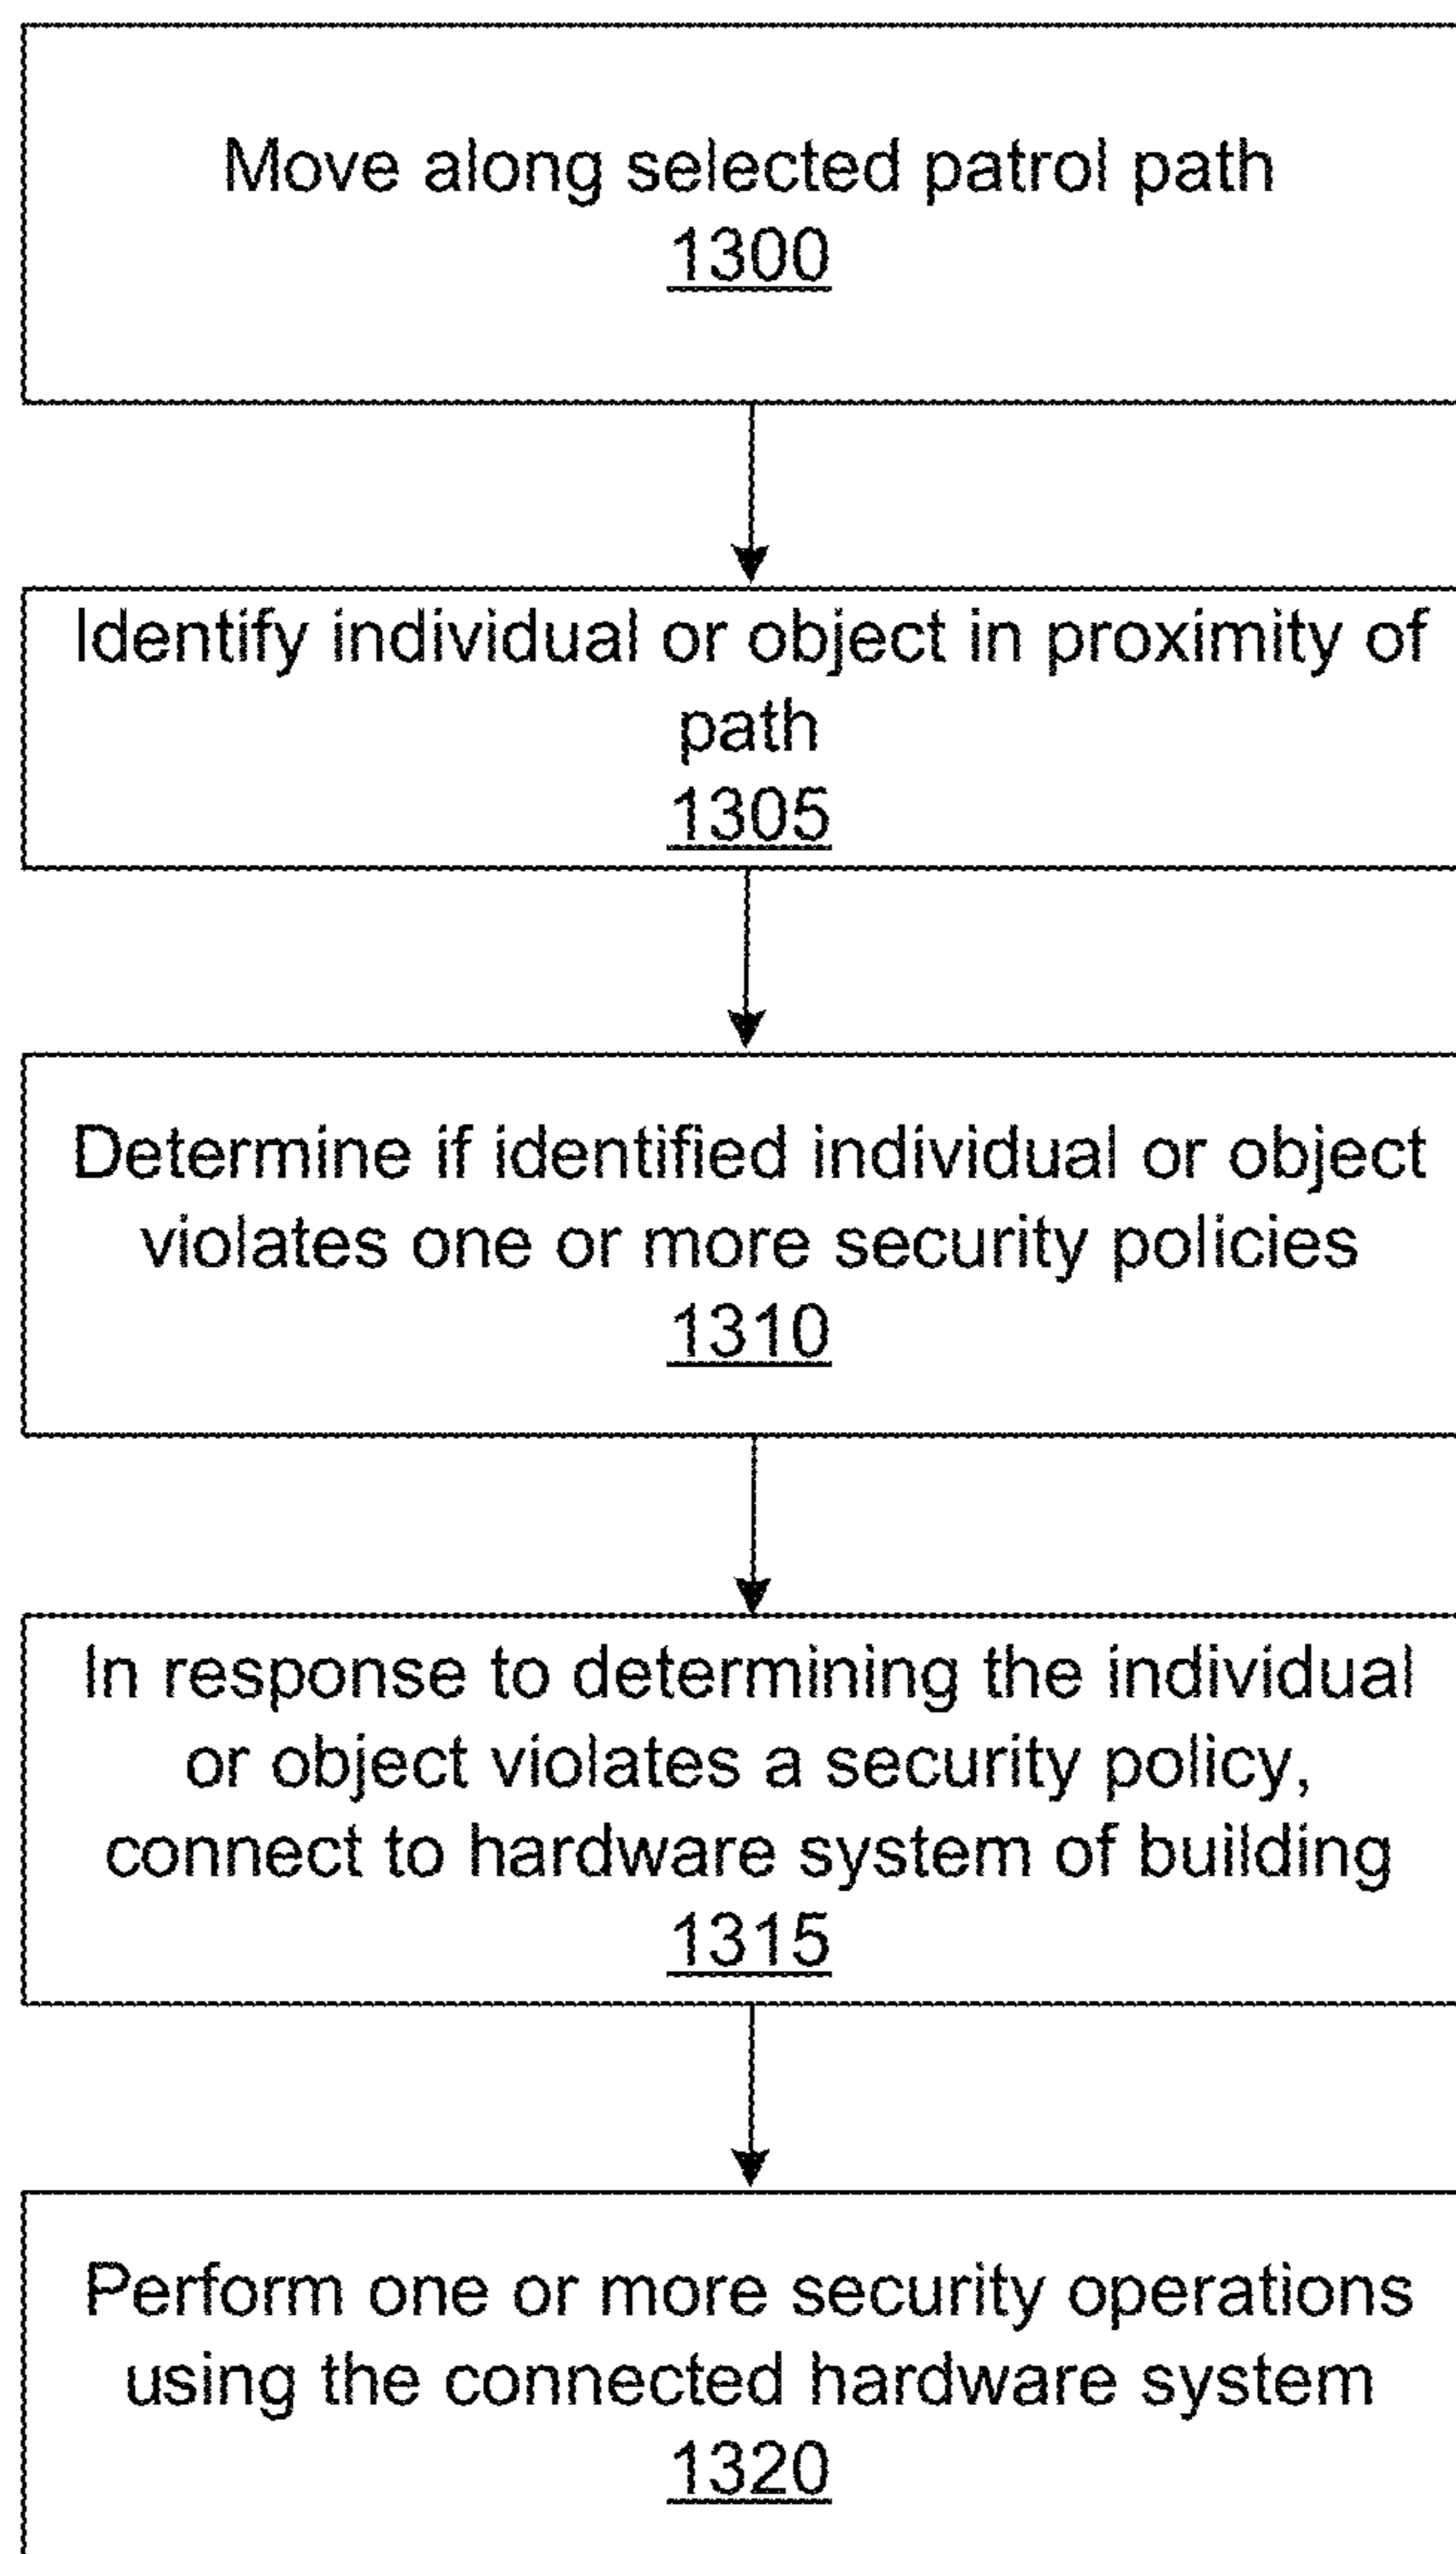 Move along selected patrol path
1300
Identify individual or object in proximity of
path
1305
Determine if identified individual or object
violates one or more security policies
1310
In response to determining the individual
or object violates a security policy,
connect to hardware system of building
1315
Perform one or more security operations
using the connected hardware system
1320